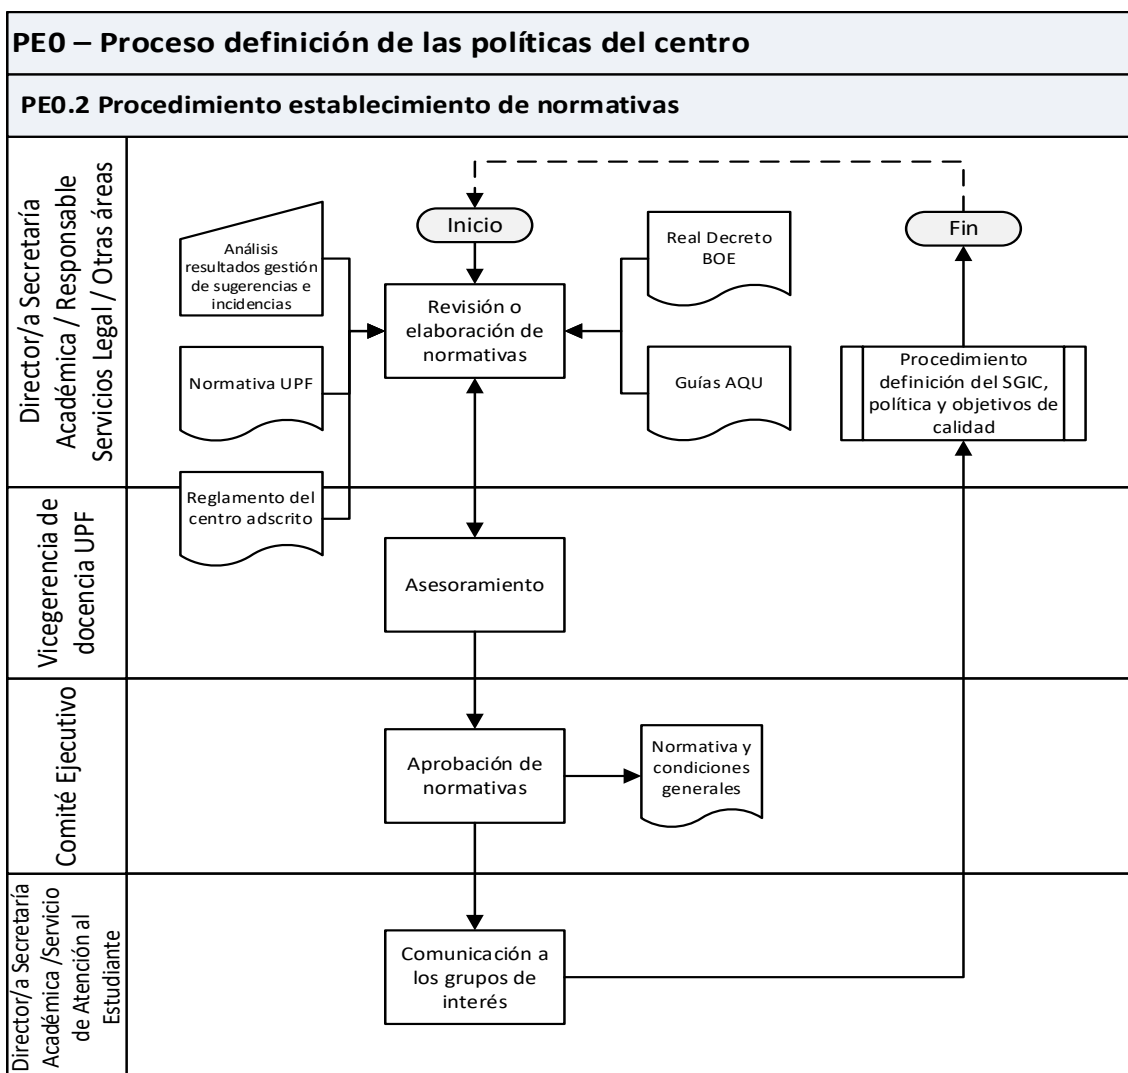 PE0 – Proceso definición de las políticas del centro
PE0.2 Procedimiento establecimiento de normativas
Director/a Secretaría
Académica / Responsable
Servicios Legal / Otras áreas
Inicio
Fin
Análisis
resultados gestión
de sugerencias e
incidencias
Real Decreto
BOE
Revisión o
elaboración de
normativas
Normativa UPF
Guías AQU
Procedimiento
definición del SGIC,
política y objetivos de
calidad
Reglamento del
centro adscrito
Vicegerencia de
docencia UPF
Asesoramiento
Comité Ejecutivo
Aprobación de
normativas
Normativa y
condiciones
generales
Director/a Secretaría
Académica /Servicio
de Atención al
Estudiante
Comunicación a
los grupos de
interés